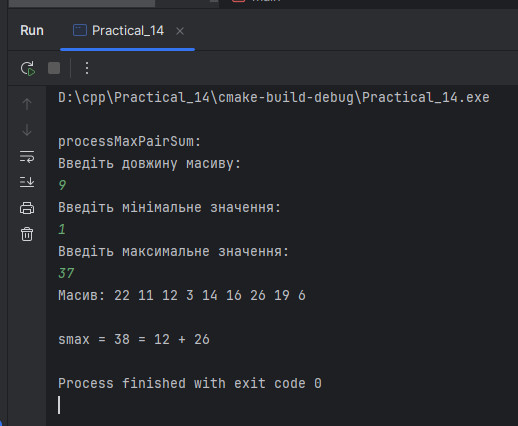 main
Run
Practical_14
D:\cpp\Practical_14\cmake-build-debug\Practical_14.exe
processMaxPairSum:
Введіть довжину масиву:
9
Введіть мінімальне значення:
1
Введіть максимальне значення:
37
Масив: 22 11 12 3 14 16 26 19 6
smax = 38 = 12 + 26
Process finished with exit code 0